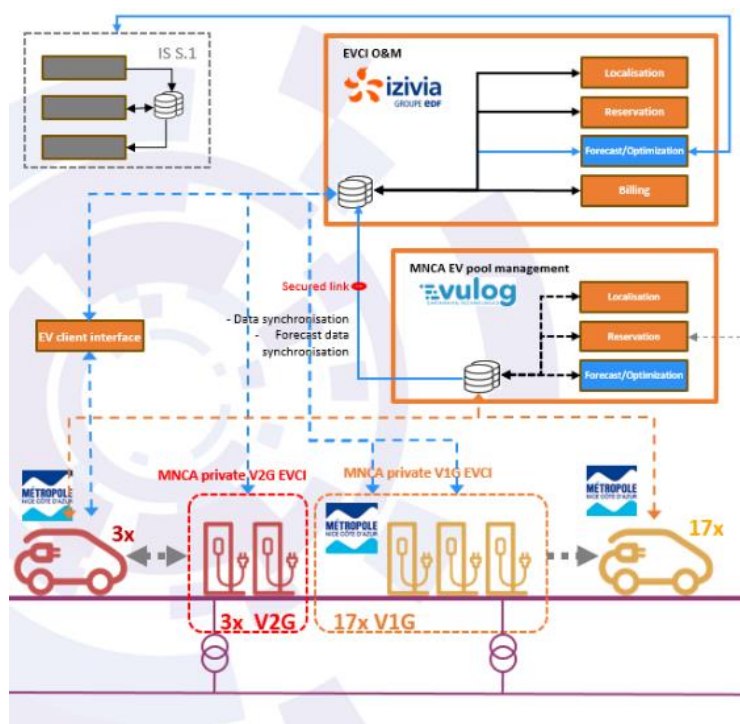 IS S.1
EVCI O&M
izivia
GROUPE EDF
Localisation
Reservation
Forecast/Optimization
Billing
MNCA EV pool management
vulog
Localisation
Reservation
Forecast/Optimization
Secured link
- Data synchronisation
- Forecast data
synchronisation
EV client interface
MNCA private V2G EVCI
MNCA private V1G EVCI
MÉTROPOLE
NICE CÔTE D'AZUR
MÉTROPOLE
NICE CÔTE D'AZUR
MÉTROPOLE
NICE CÔTE D'AZUR
3x
17x
3x V2G
17x V1G